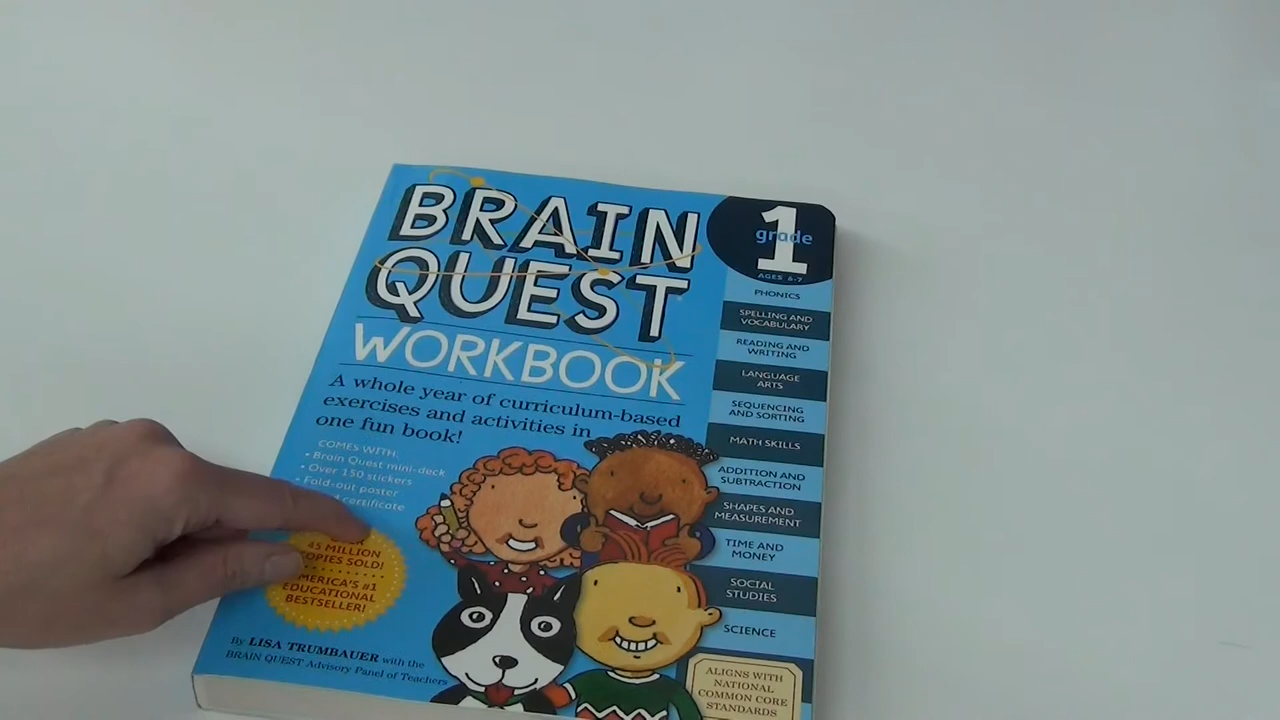 BRAIN
QUEST
WORKBOOK
A whole year of curriculum-based
exercises and activities in
one fun book!
COMES WITH:
• Brain Quest mini-deck
• Over 150 stickers
• Fold-out poster
certificate
45 MILLION
COPIES SOLD!
AMERICA'S #1
EDUCATIONAL
BESTSELLER!
By LISA TRUMBAUER with the
BRAIN QUEST Advisory Panel of Teachers
1
grade
AGES 6-7
PHONICS
SPELLING AND
VOCABULARY
READING AND
WRITING
LANGUAGE
ARTS
SEQUENCING
AND SORTING
MATH SKILLS
ADDITION AND
SUBTRACTION
SHAPES AND
MEASUREMENT
TIME AND
MONEY
SOCIAL
STUDIES
SCIENCE
ALIGNS WITH
NATIONAL
COMMON CORE
STANDARDS